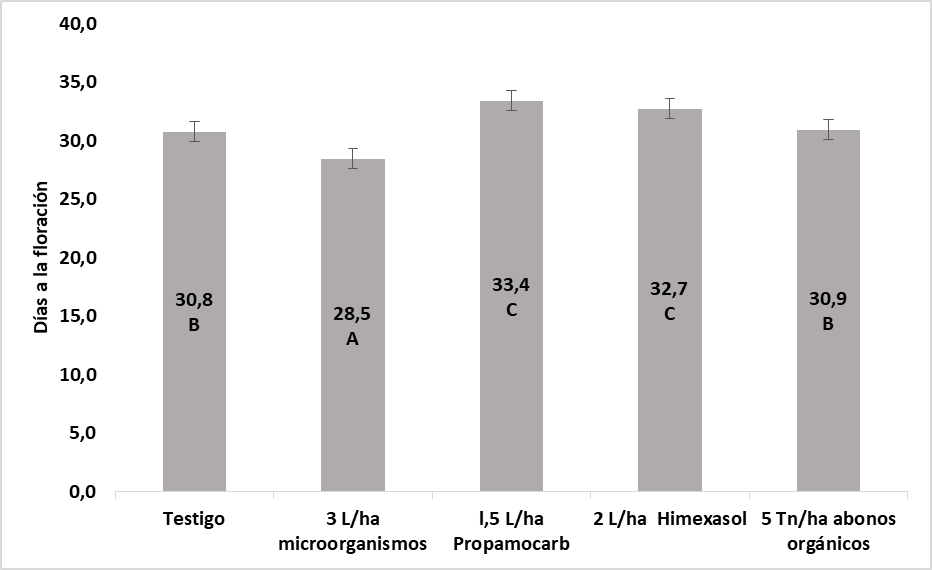 40,0
35,0
30,0
25,0
20,0
15,0
10,0
5,0
0,0
Días a la floración
30,8
B
28,5
A
33,4
C
32,7
C
30,9
B
Testigo
3 L/ha
microorganismos
l,5 L/ha
Propamocarb
2 L/ha Himexasol
5 Tn/ha abonos
orgánicos